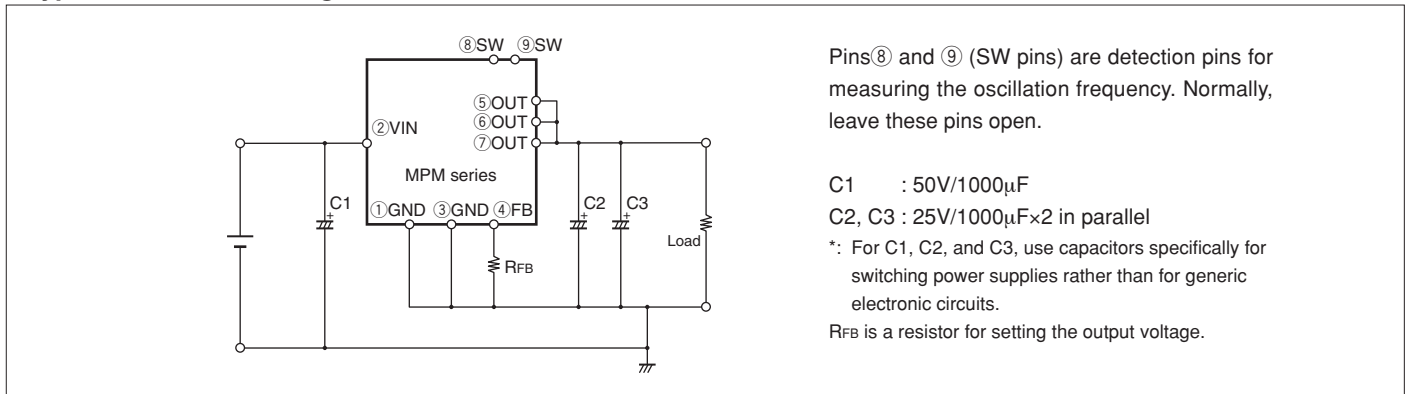 ⑧SW ⑨SW
⑤OUT
⑥OUT
②VIN
⑦OUT
MPM series
C1
①GND ③GND ④FB
C2
C3
Load
RFB
Pins⑧ and ⑨ (SW pins) are detection pins for
measuring the oscillation frequency. Normally,
leave these pins open.
C1 : 50V/1000µF
C2, C3 : 25V/1000µF×2 in parallel
*: For C1, C2, and C3, use capacitors specifically for
switching power supplies rather than for generic
electronic circuits.
RFB is a resistor for setting the output voltage.